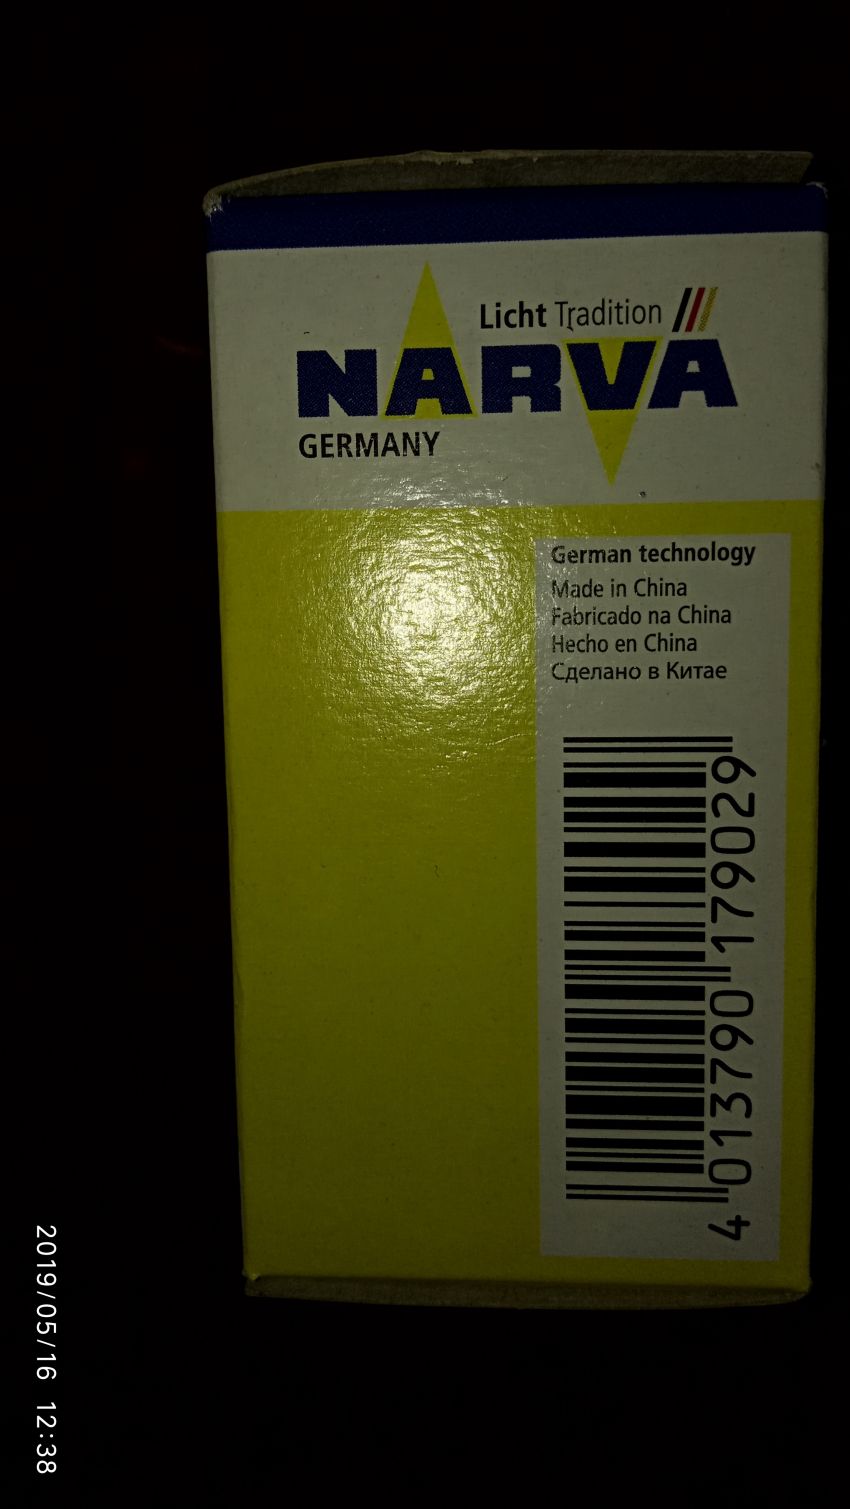 Licht Tradition
NARVA
GERMANY
German technology
Made in China
Fabricado na China
Hecho en China
Сделано в Китае
4 013790 179029
2019/05/16 12:38